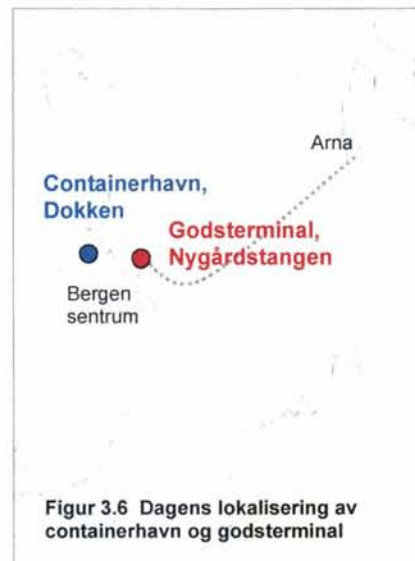 Arna
Containerhavn,
Dokken
Godsterminal,
Nygårdstangen
Bergen
sentrum
Figur 3.6 Dagens lokalisering av
containerhavn og godsterminal